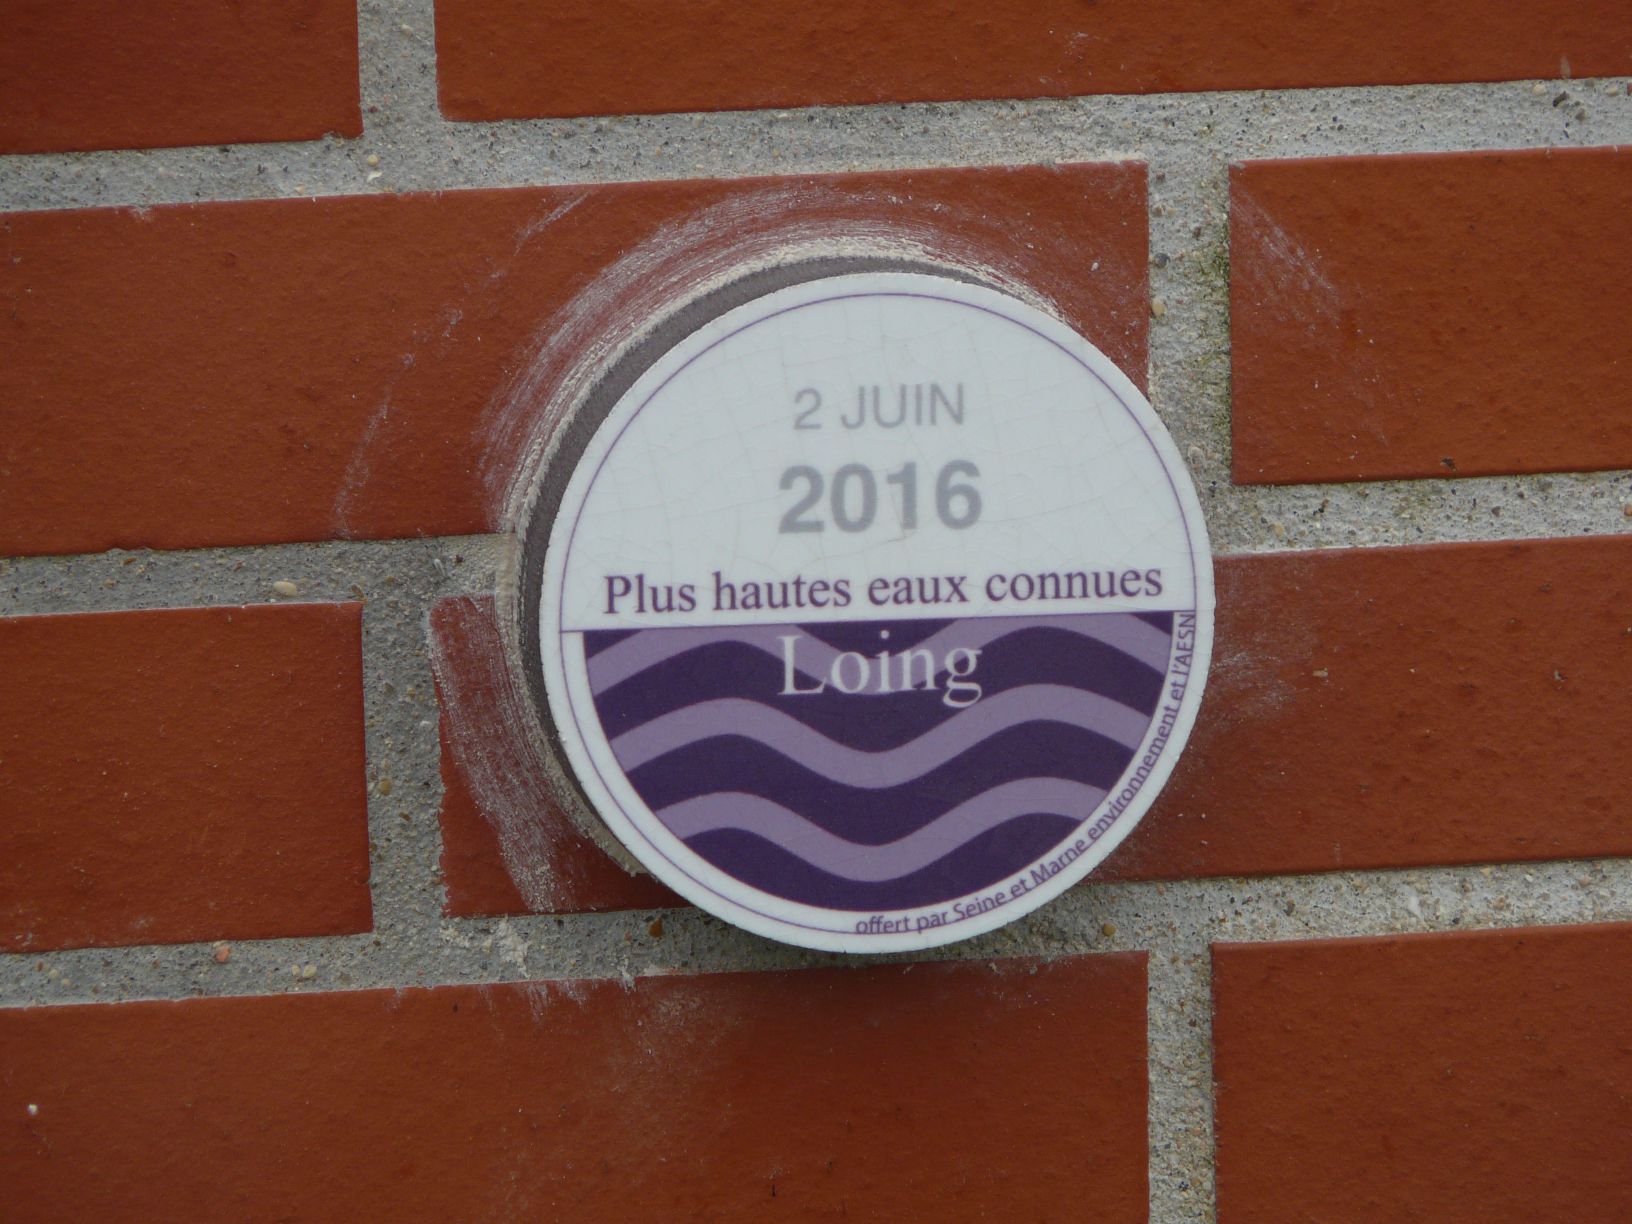 2 JUIN
2016
Plus hautes eaux connues
Loing
offert par Seine et Marne environnement et l'AESN